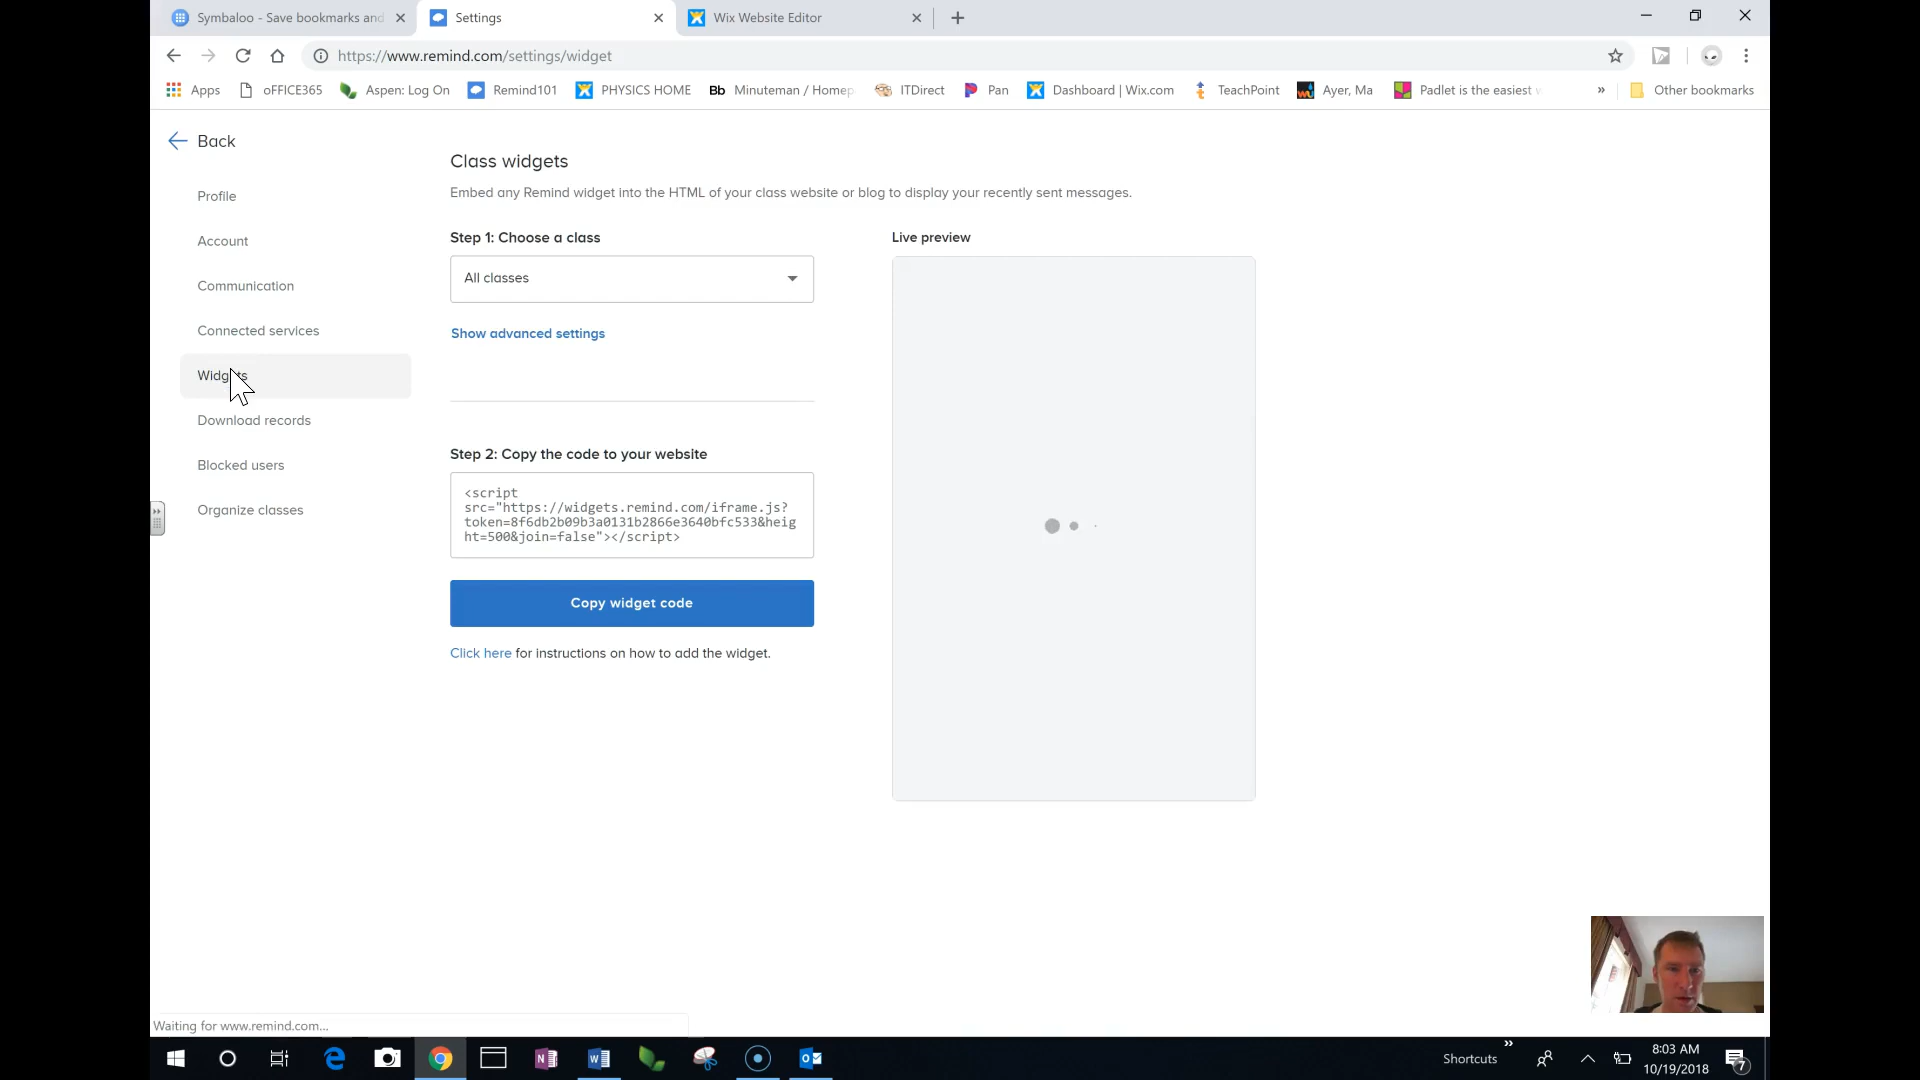 Symbaloo - Save bookmarks and
Settings
Wix Website Editor
https://www.remind.com/settings/widget
Apps
oFFICE365
Aspen: Log On
Remind101
PHYSICS HOME
Bb Minuteman / Homep
ITDirect
Pan
Dashboard | Wix.com
TeachPoint
Ayer, Ma
Padlet is the easiest
»
Other bookmarks
Back
Profile
Account
Communication
Connected services
Widgets
Download records
Blocked users
Organize classes
Class widgets
Embed any Remind widget into the HTML of your class website or blog to display your recently sent messages.
Step 1: Choose a class
All classes
Show advanced settings
Step 2: Copy the code to your website
<script
src="https://widgets.remind.com/iframe.js?
token=8f6db2b09b3a0131b2866e3640bfc533&heig
ht=500&join=false"></script>
Copy widget code
Click here for instructions on how to add the widget.
Live preview
Waiting for www.remind.com...
Shortcuts
»
8:03 AM
10/19/2018
7